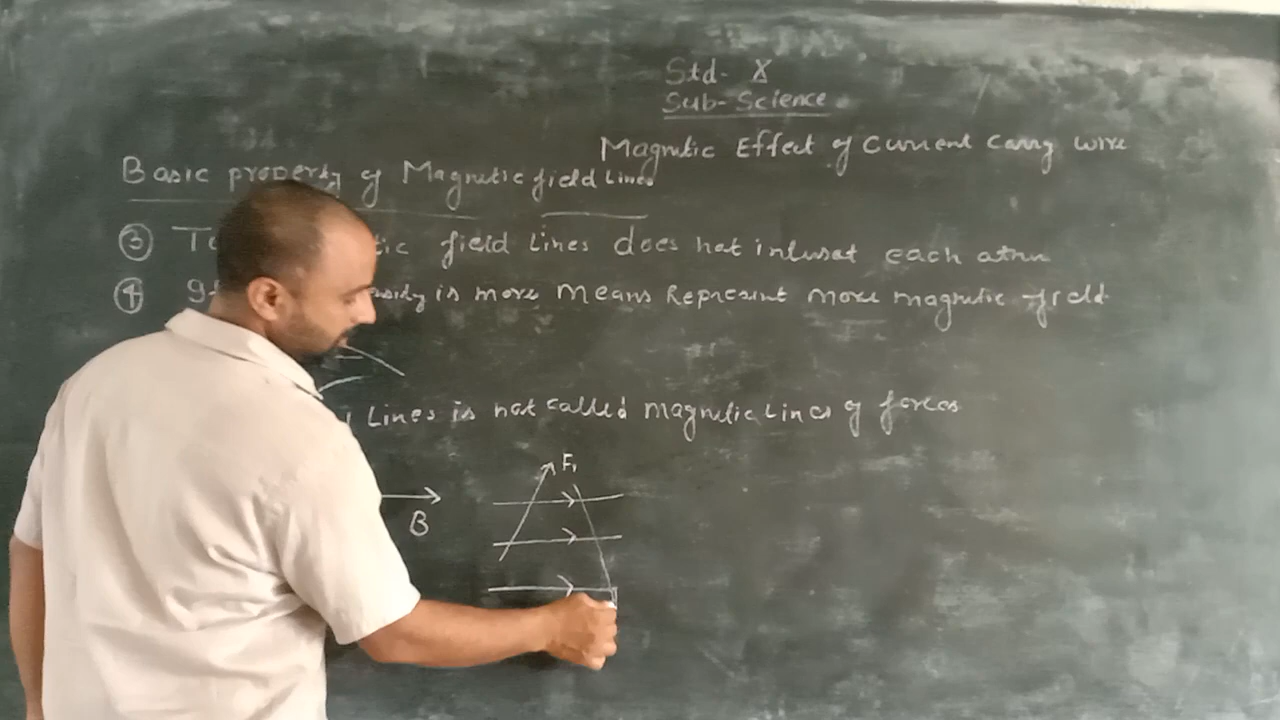 Std- X
Sub-Science
Magnetic Effect of Current Carry wire
Basic property of Magnetic field Lines
③ field Lines does not each
④ is more Means Represent more magnetic field
Lines is not called magnetic Lines of forces
F₁
B